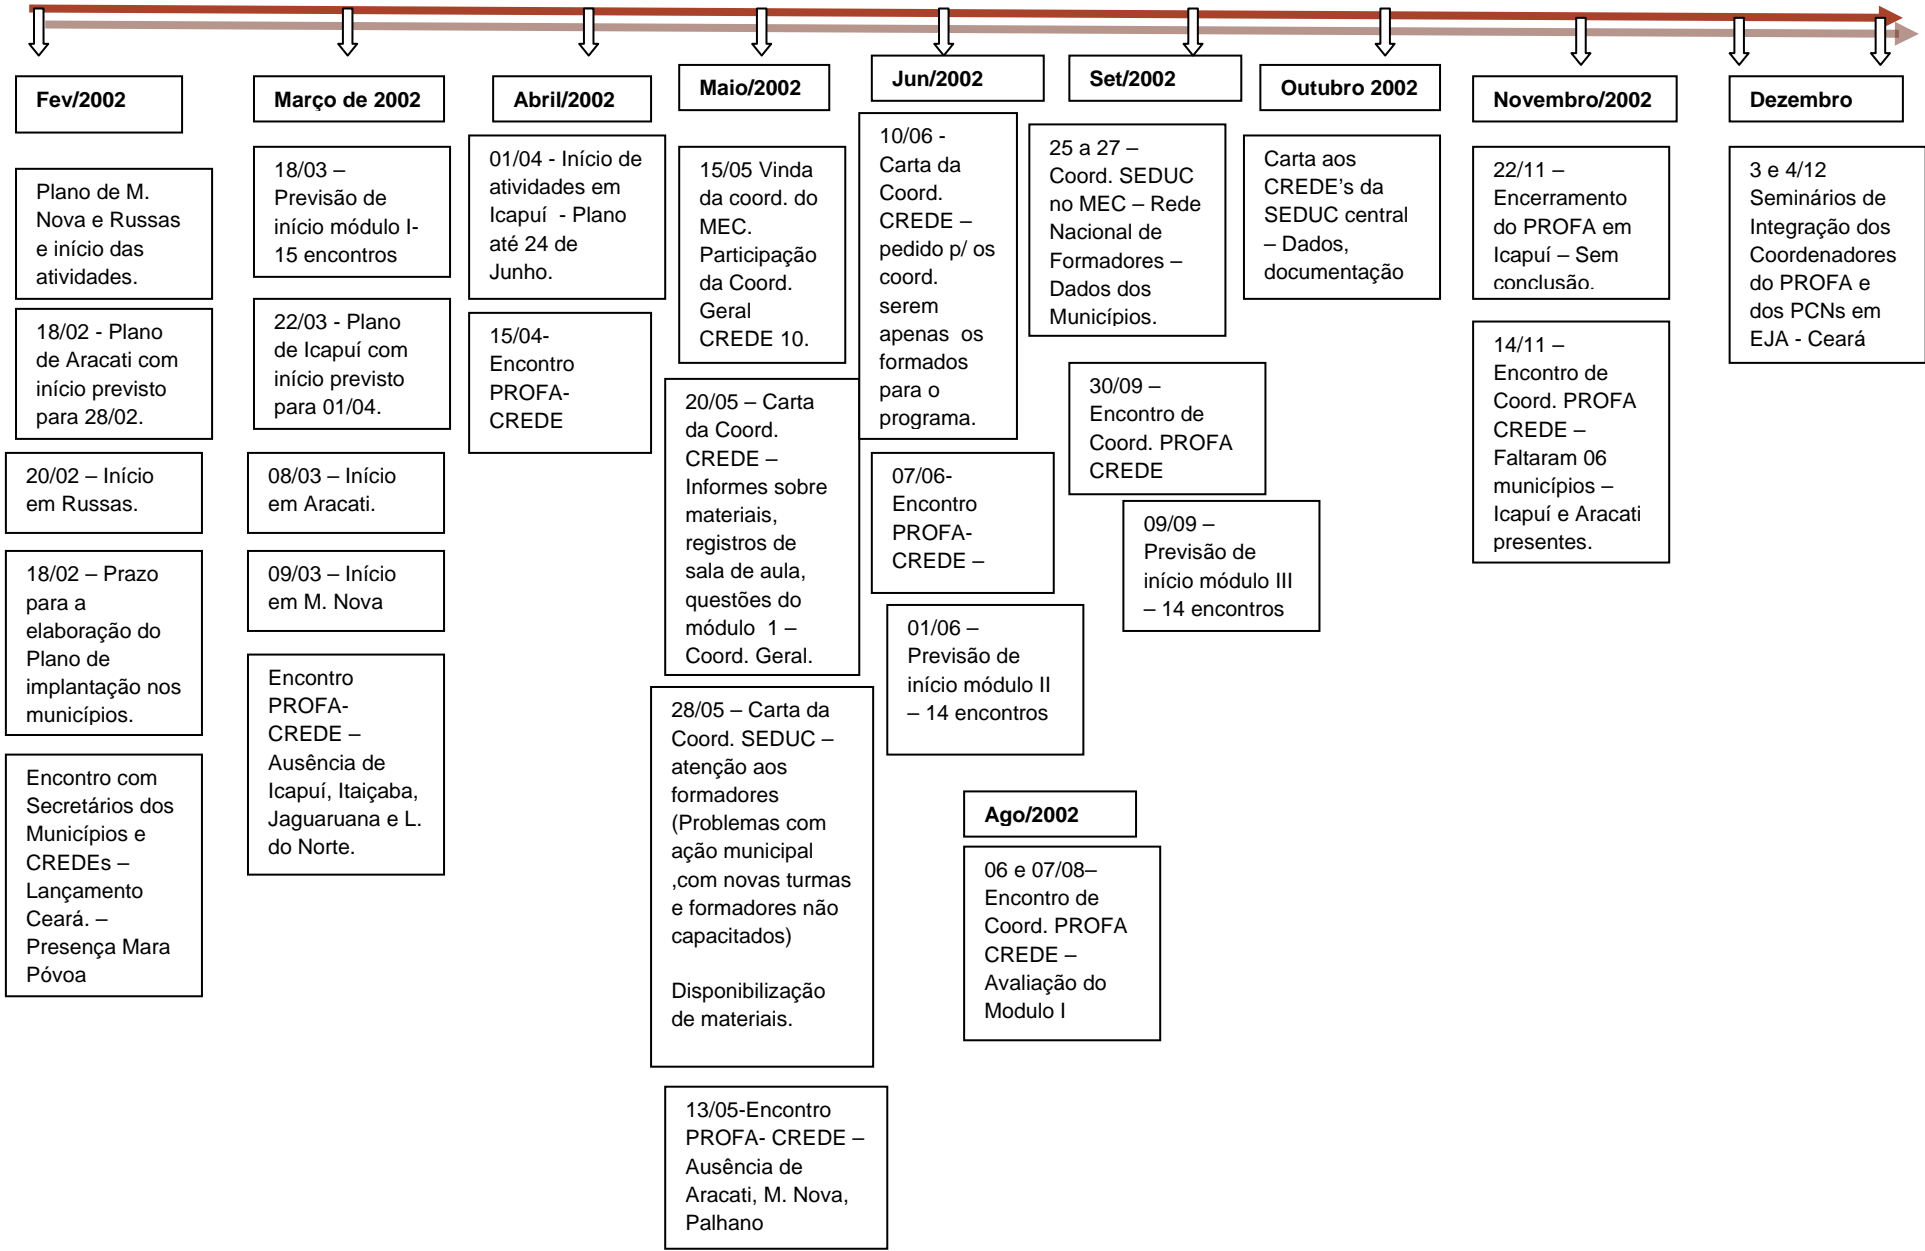 Fev/2002
Plano de M.
Nova e Russas
e início das
atividades.
18/02 - Plano
de Aracati com
início previsto
para 28/02.
20/02 – Início
em Russas.
18/02 – Prazo
para a
elaboração do
Plano de
implantação nos
municípios.
Encontro com
Secretários dos
Municípios e
CREDEs –
Lançamento
Ceará. –
Presença Mara
Póvoa
Março de 2002
18/03 –
Previsão de
início módulo I-
15 encontros
22/03 - Plano
de Icapuí com
início previsto
para 01/04.
08/03 – Início
em Aracati.
09/03 – Início
em M. Nova
Encontro
PROFA-
CREDE –
Ausência de
Icapuí, Itaiçaba,
Jaguaruana e L.
do Norte.
Abril/2002
01/04 - Início de
atividades em
Icapuí - Plano
até 24 de
Junho.
15/04-
Encontro
PROFA-
CREDE
Maio/2002
15/05 Vinda
da coord. do
MEC.
Participação
da Coord.
Geral
CREDE 10.
20/05 – Carta
da Coord.
CREDE –
Informes sobre
materiais,
registros de
sala de aula,
questões do
módulo 1 –
Coord. Geral.
28/05 – Carta da
Coord. SEDUC –
atenção aos
formadores
(Problemas com
ação municipal
,com novas turmas
e formadores não
capacitados)
Disponibilização
de materiais.
13/05-Encontro
PROFA- CREDE –
Ausência de
Aracati, M. Nova,
Palhano
Jun/2002
10/06 -
Carta da
Coord.
CREDE –
pedido p/ os
coord.
serem
apenas os
formados
para o
programa.
07/06-
Encontro
PROFA-
CREDE –
01/06 –
Previsão de
início módulo II
– 14 encontros
Ago/2002
06 e 07/08–
Encontro de
Coord. PROFA
CREDE –
Avaliação do
Modulo I
Set/2002
25 a 27 –
Coord. SEDUC
no MEC – Rede
Nacional de
Formadores –
Dados dos
Municípios.
30/09 –
Encontro de
Coord. PROFA
CREDE
09/09 –
Previsão de
início módulo III
– 14 encontros
Outubro 2002
Carta aos
CREDE's da
SEDUC central
– Dados,
documentação
Novembro/2002
22/11 –
Encerramento
do PROFA em
Icapuí – Sem
conclusão.
14/11 –
Encontro de
Coord. PROFA
CREDE –
Faltaram 06
municípios –
Icapuí e Aracati
presentes.
Dezembro
3 e 4/12
Seminários de
Integração dos
Coordenadores
do PROFA e
dos PCNs em
EJA - Ceará